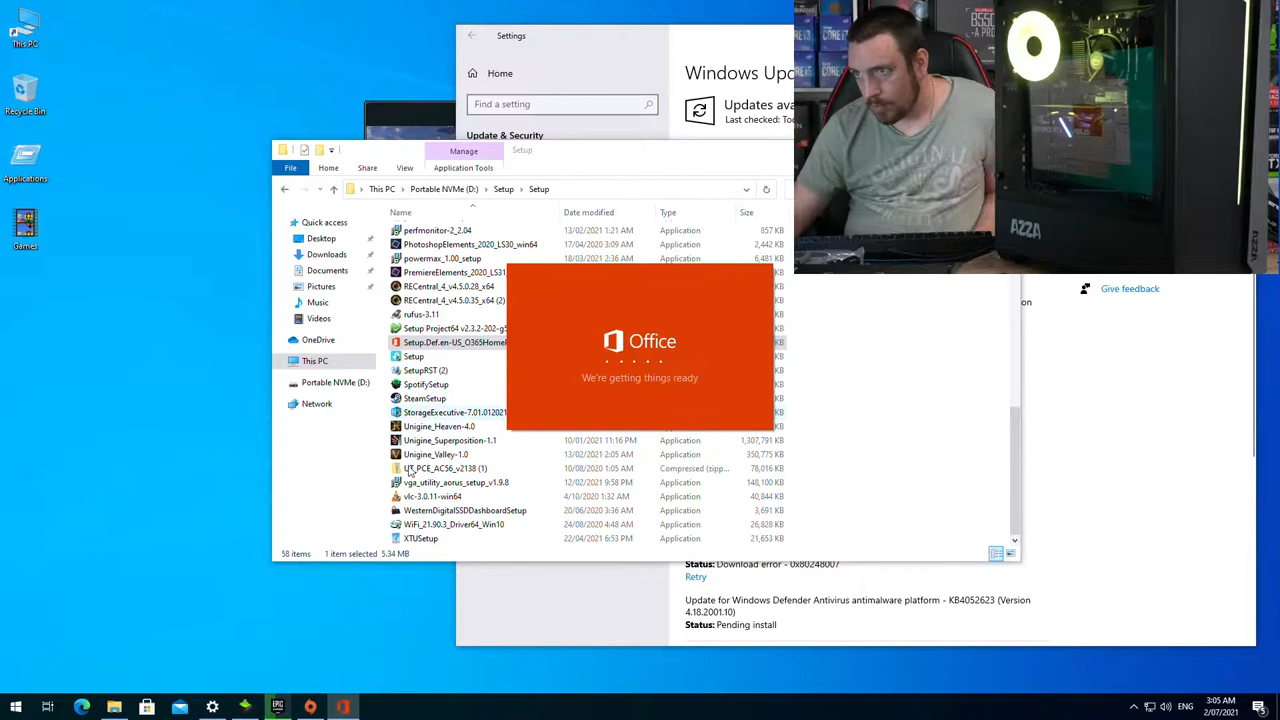 This PC
Recycle Bin
Applications
Games
Settings
Home
Find a setting
Update & Security
Windows Upd
Updates ava
Last checked: Tod
AZZA
Manage
Setup
File
Home
Share
View
Application Tools
This PC > Portable NVMe (D:) > Setup > Setup
Quick access
Desktop
Downloads
Documents
Pictures
Music
Videos
OneDrive
This PC
Portable NVMe (D:)
Network
Name Date modified Type Size
perfmonitor-2_2.04 13/02/2021 1:21 AM Application 857 KB
PhotoshopElements_2020_LS30_win64 17/04/2020 3:09 AM Application 2,442 KB
powermax_1.00_setup 18/03/2021 2:36 AM Application 6,481 KB
PremiereElements_2020_LS31
RECentral_4_v4.5.0.28_x64
RECentral_4_v4.5.0.35_x64 (2)
rufus-3.11
Setup Project64 v2.3.2-202-g5
Setup.Def.en-US_O365HomeP
Setup
SetupRST (2)
SpotifySetup
SteamSetup
StorageExecutive-7.01.012021
Unigine_Heaven-4.0
Unigine_Superposition-1.1 10/01/2021 11:16 PM Application 1,307,791 KB
Unigine_Valley-1.0 13/02/2021 2:05 AM Application 350,775 KB
PCE_AC56_v2138 (1) 10/08/2020 1:05 AM Compressed (zipp... 78,016 KB
vga_utility_aorus_setup_v1.9.8 12/02/2021 9:58 PM Application 148,100 KB
vlc-3.0.11-win64 4/10/2020 1:32 AM Application 40,844 KB
WesternDigitalSSDDashboardSetup 20/06/2020 3:36 AM Application 3,691 KB
WiFi_21.90.3_Driver64_Win10 24/08/2020 4:48 AM Application 26,828 KB
XTUSetup 22/04/2021 6:53 PM Application 21,653 KB
58 items 1 item selected 5.34 MB
Office
We're getting things ready
Give feedback
on
Status: Download error - 0x80248007
Retry
Update for Windows Defender Antivirus antimalware platform - KB4052623 (Version
4.18.2001.10)
Status: Pending install
EPIC
ENG
3:05 AM
2/07/2021